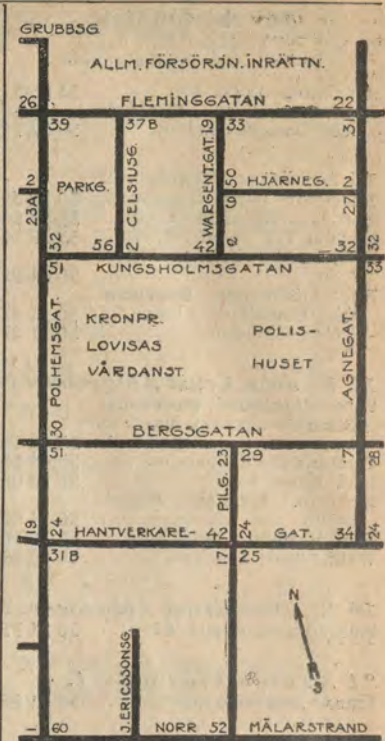 GRUBBSG.
ALLM. FÖRSÖRJN. INRÄTTN.
26 FLEMINGGATAN 22
39 37B 19 33 31
CELSIUSG.
WARGENT.GAT.
2 PARKG. 50 HJÄRNEG. 2
23A 9 27
32 56 2 42 2 32 32
51 KUNGSHOLMSGATAN 33
POLHEMSGAT.
KRONPR.
LOVISAS
VÅRDANST.
POLIS-
HUSET
AGNEGAT.
30 BERGSGATAN
51 PILG. 23 29 7 28
19 24 HANTVERKARE- 42 24 GAT. 34 24
31B 17 25
J. ERICSSONSG.
N
S
1 60 NORR 52 MÄLARSTRAND